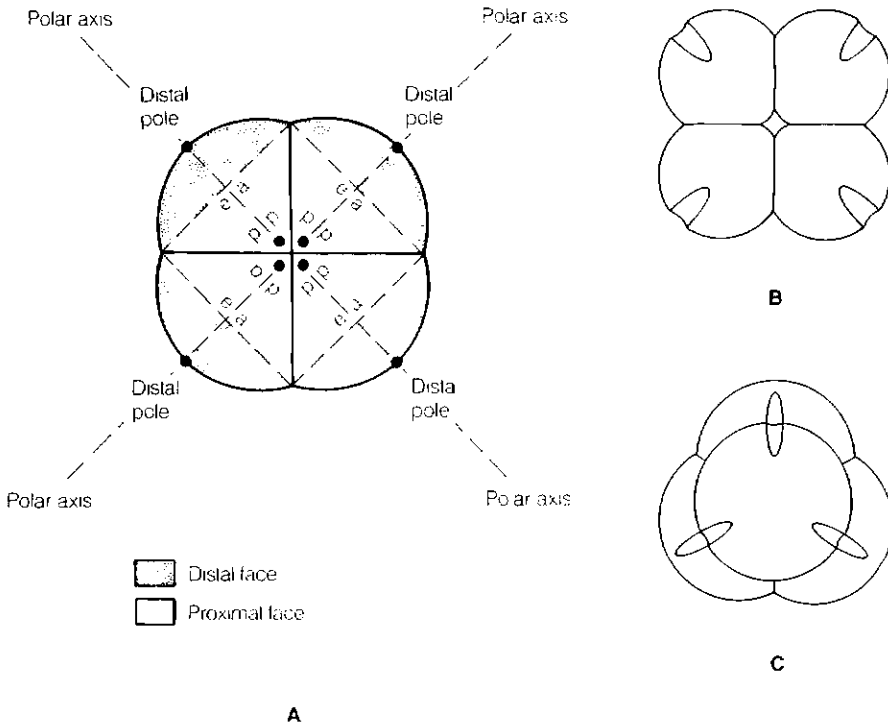 Polar axis
Polar axis
Distal
pole
Distal
pole
e a
e a
p p
p p
p p
p p
e a
e a
Distal
pole
Dista
pole
Polar axis
Polar axis
Distal face
Proximal face
A
B
C